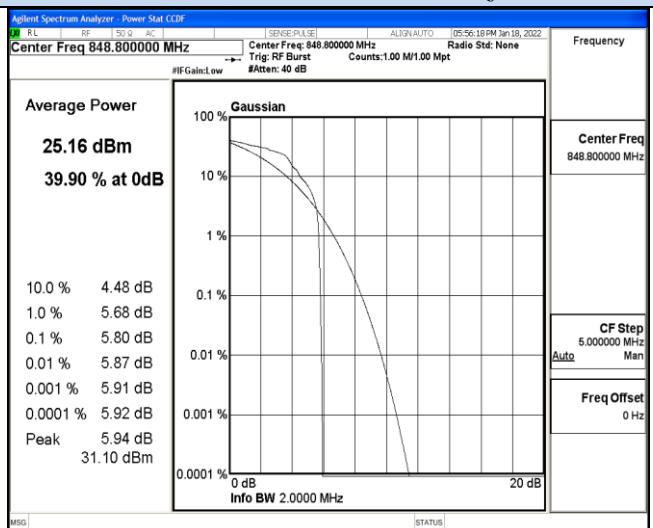 Agilent Spectrum Analyzer - Power Stat CCDF
RL RF 50 Ω AC SENSE:PULSE ALIGN AUTO 05:56:18 PM Jan 18, 2022
Center Freq 848.800000 MHz
Center Freq: 848.800000 MHz Radio Std: None
Trig: RF Burst Counts:1.00 M/1.00 Mpt
#IFGain:Low #Atten: 40 dB
Frequency
Average Power
25.16 dBm
39.90 % at 0dB
10.0 % 4.48 dB
1.0 % 5.68 dB
0.1 % 5.80 dB
0.01 % 5.87 dB
0.001 % 5.91 dB
0.0001 % 5.92 dB
Peak 5.94 dB
31.10 dBm
Gaussian
100 %
10 %
1 %
0.1 %
0.01 %
0.001 %
0.0001 %
0 dB 20 dB
Info BW 2.0000 MHz
Center Freq
848.800000 MHz
CF Step
5.000000 MHz
Auto Man
Freq Offset
0 Hz
MSG STATUS